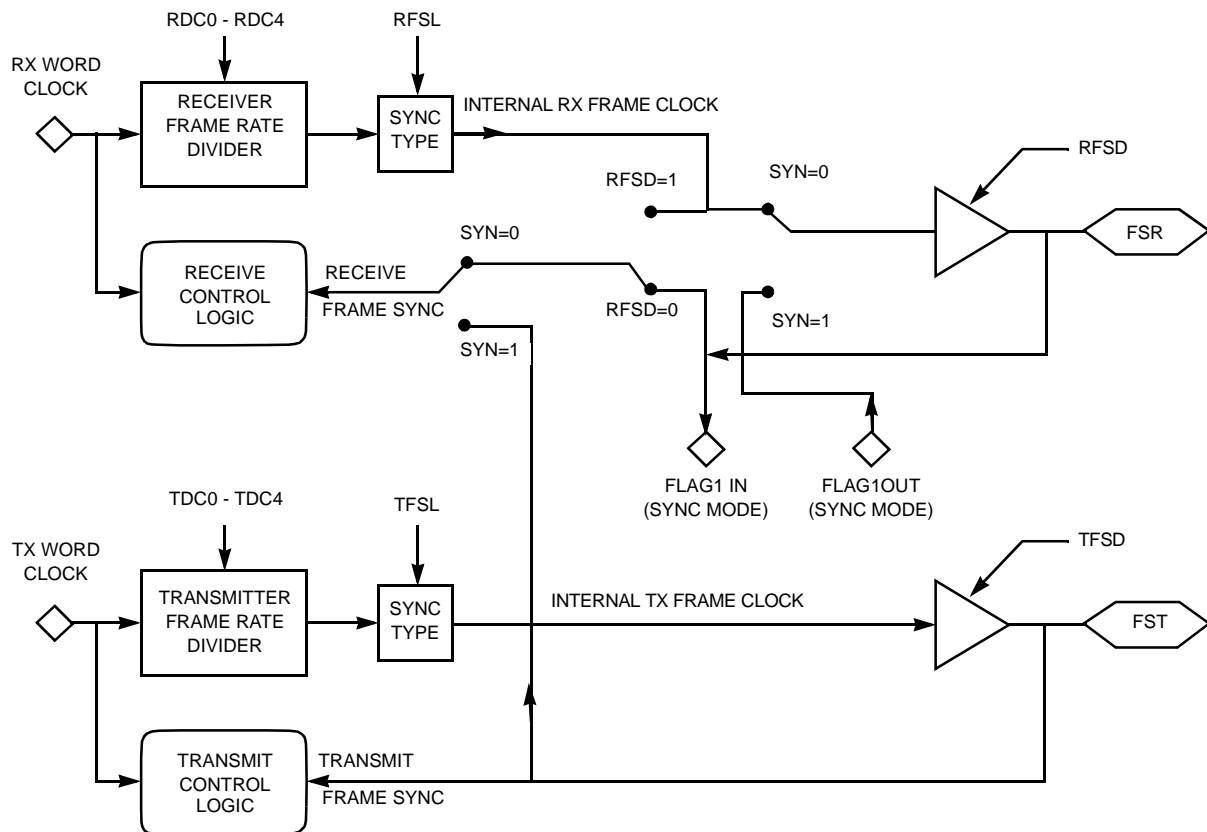 RDC0 - RDC4
RFSL
RX WORD
CLOCK
RECEIVER
FRAME RATE
DIVIDER
SYNC
TYPE
INTERNAL RX FRAME CLOCK
RFSD=1
SYN=0
RFSD
FSR
SYN=0
RECEIVE
CONTROL
LOGIC
RECEIVE
FRAME SYNC
RFSD=0
SYN=1
SYN=1
FLAG1 IN
(SYNC MODE)
FLAG1OUT
(SYNC MODE)
TDC0 - TDC4
TFSL
TX WORD
CLOCK
TRANSMITTER
FRAME RATE
DIVIDER
SYNC
TYPE
INTERNAL TX FRAME CLOCK
TFSD
FST
TRANSMIT
CONTROL
LOGIC
TRANSMIT
FRAME SYNC